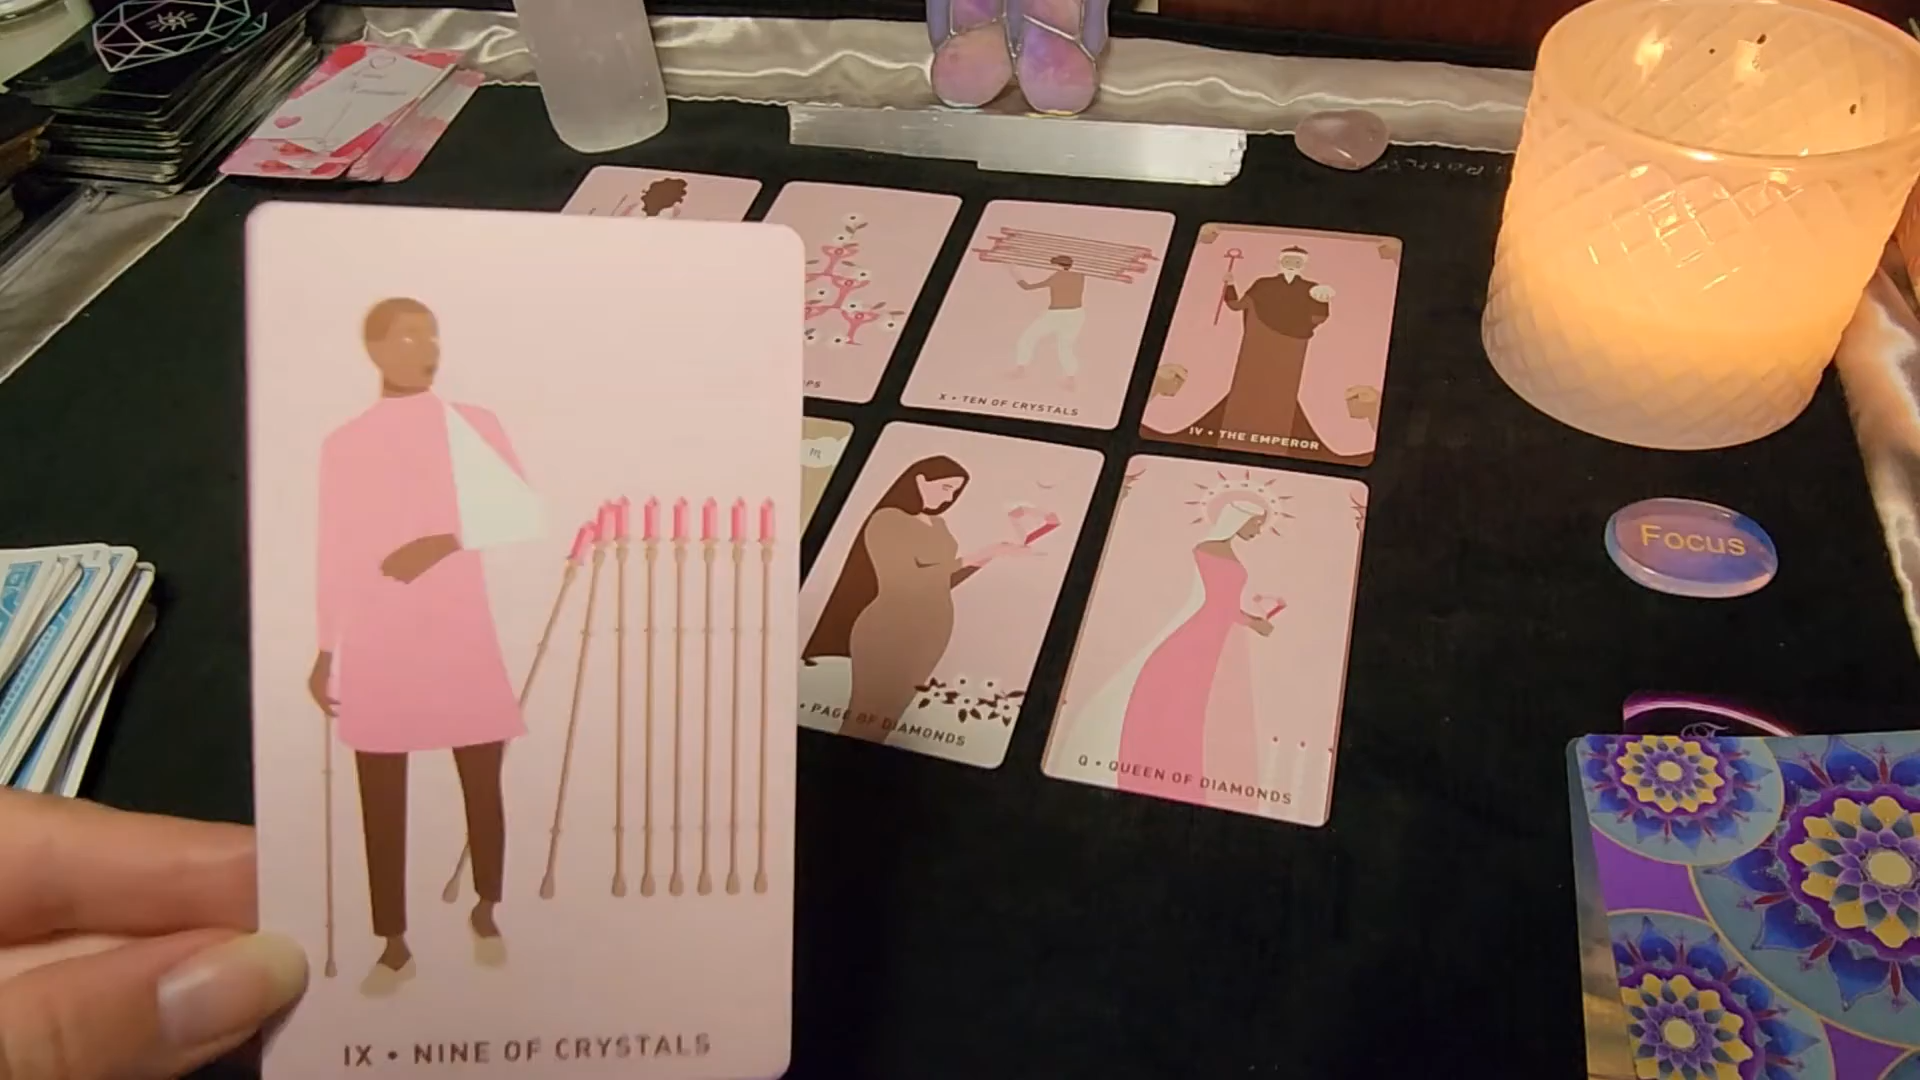 X • TEN OF CRYSTALS
IV • THE EMPEROR
• PAGE OF DIAMONDS
Q • QUEEN OF DIAMONDS
Focus
IX • NINE OF CRYSTALS